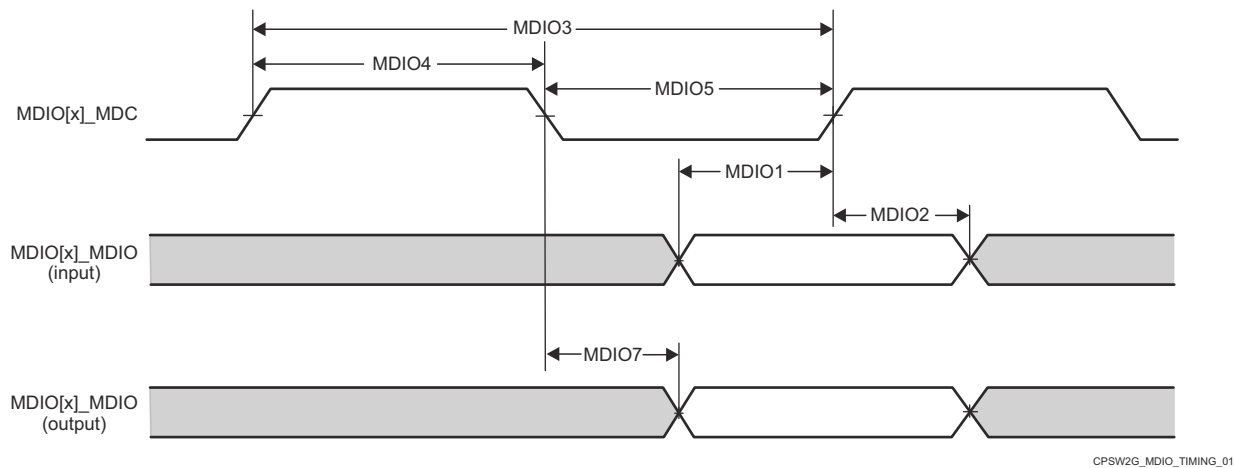 MDIO3
MDIO4
MDIO5
MDIO[x]_MDC
MDIO1
MDIO2
MDIO[x]_MDIO
(input)
MDIO7
MDIO[x]_MDIO
(output)
CPSW2G_MDIO_TIMING_01